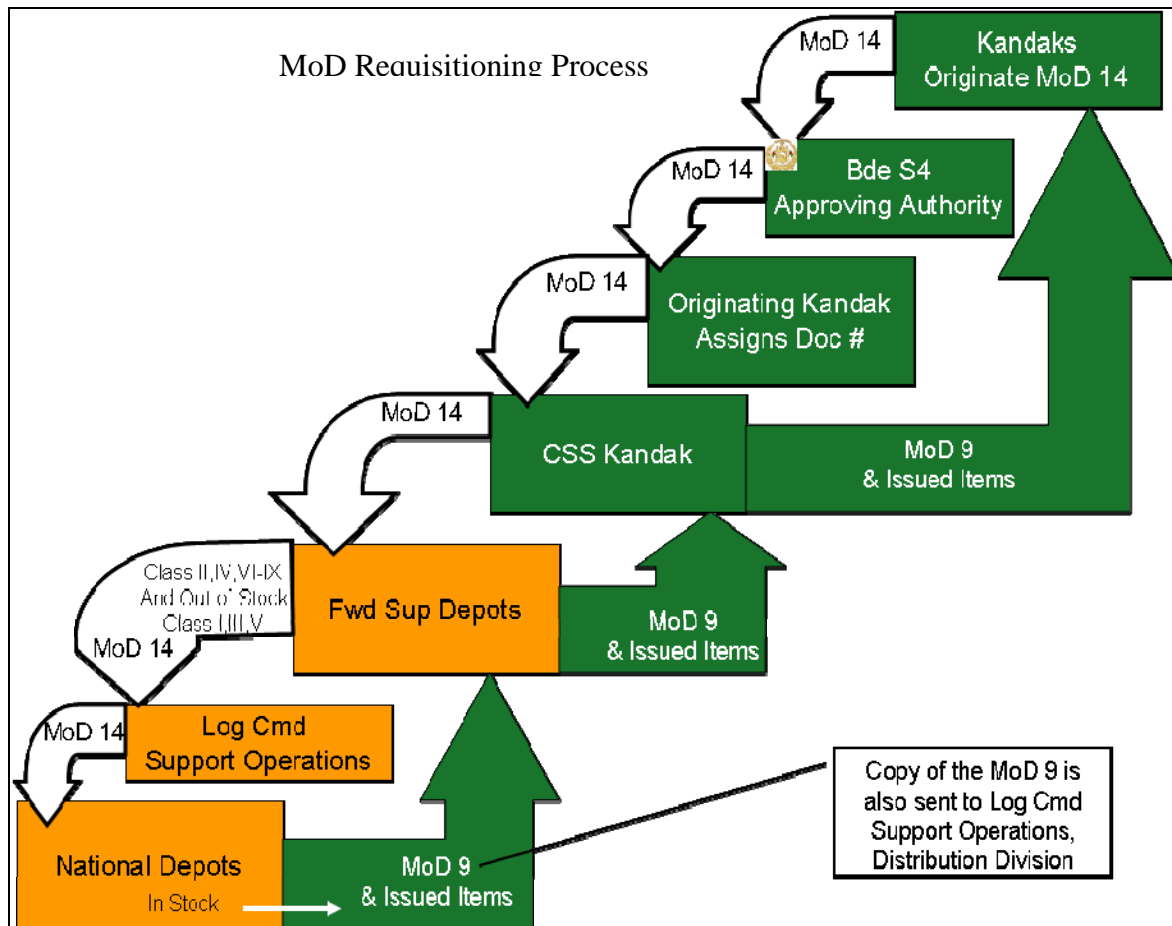 MoD Requisitioning Process
MoD 14
Kandaks
Originate MoD 14
MoD 14
Bde S4
Approving Authority
MoD 14
Originating Kandak
Assigns Doc #
MoD 14
CSS Kandak
MoD 9
& Issued Items
Class II,IV,VI-IX
And Out of Stock
Class I,III,V
MoD 14
Fwd Sup Depots
MoD 9
& Issued Items
MoD 14
Log Cmd
Support Operations
Copy of the MoD 9 is
also sent to Log Cmd
Support Operations,
Distribution Division
National Depots
In Stock
MoD 9
& Issued Items